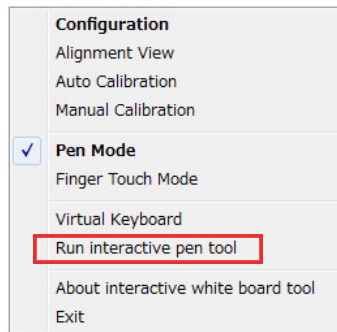 Configuration
Alignment View
Auto Calibration
Manual Calibration
Pen Mode
Finger Touch Mode
Virtual Keyboard
Run interactive pen tool
About interactive white board tool
Exit